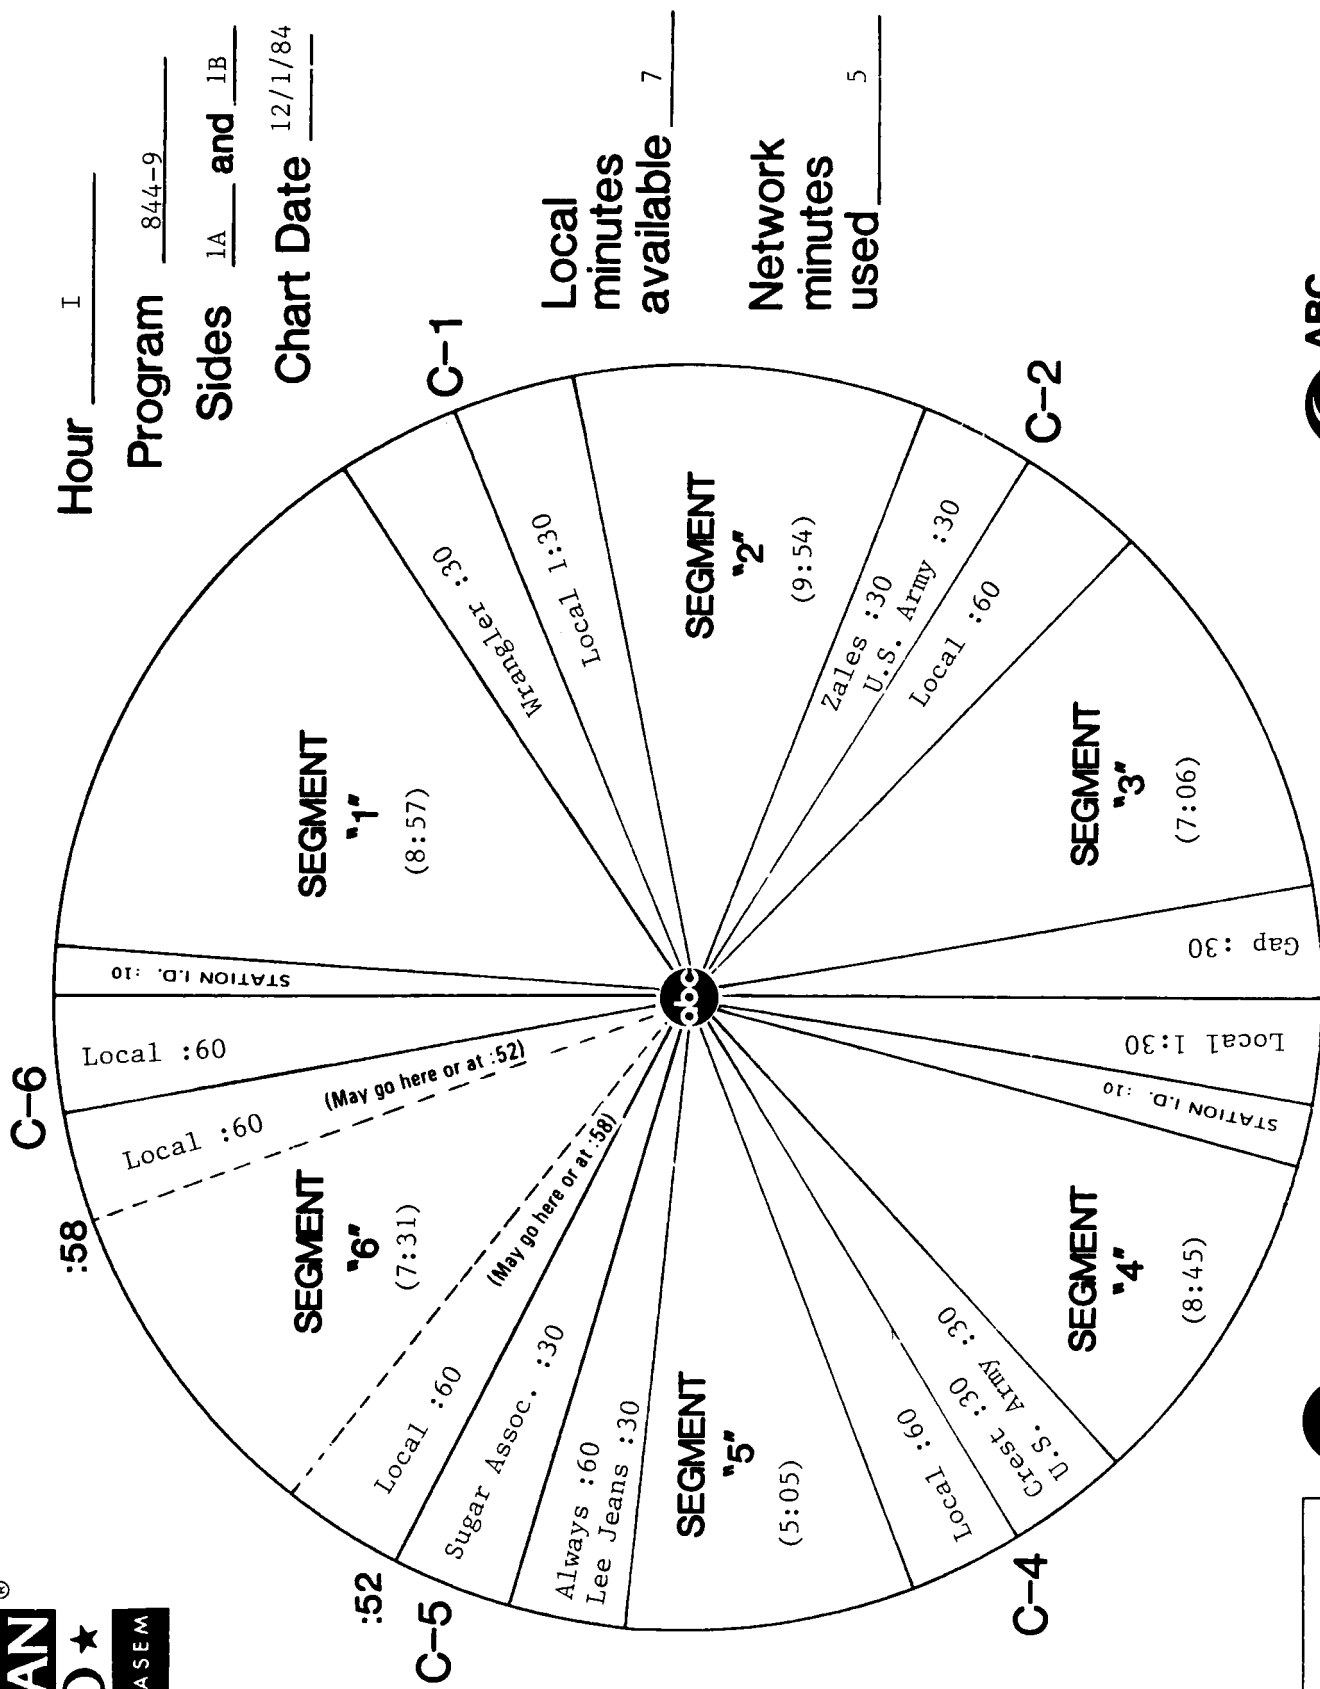 Hour I
Program 844-9
Sides 1A and 1B
Chart Date 12/1/84
Local
minutes
available 7
Network
minutes
used 5
C-1
C-2
C-4
C-5
:52
:58
C-6
STATION I.D. :10
SEGMENT
"1"
(8:57)
Wrangler :30
Local 1:30
SEGMENT
"2"
(9:54)
Zales :30
U.S. Army :30
Local :60
SEGMENT
"3"
(7:06)
Gap :30
Local 1:30
STATION I.D. :10
SEGMENT
"4"
(8:45)
Crest :30
U.S. Army :30
Local :60
SEGMENT
"5"
(5:05)
Always :60
Lee Jeans :30
Sugar Assoc. :30
Local :60
(May go here or at :58)
SEGMENT
"6"
(7:31)
Local :60
(May go here or at :52)
Local :60
abc
ABC
AN
®
ASEM